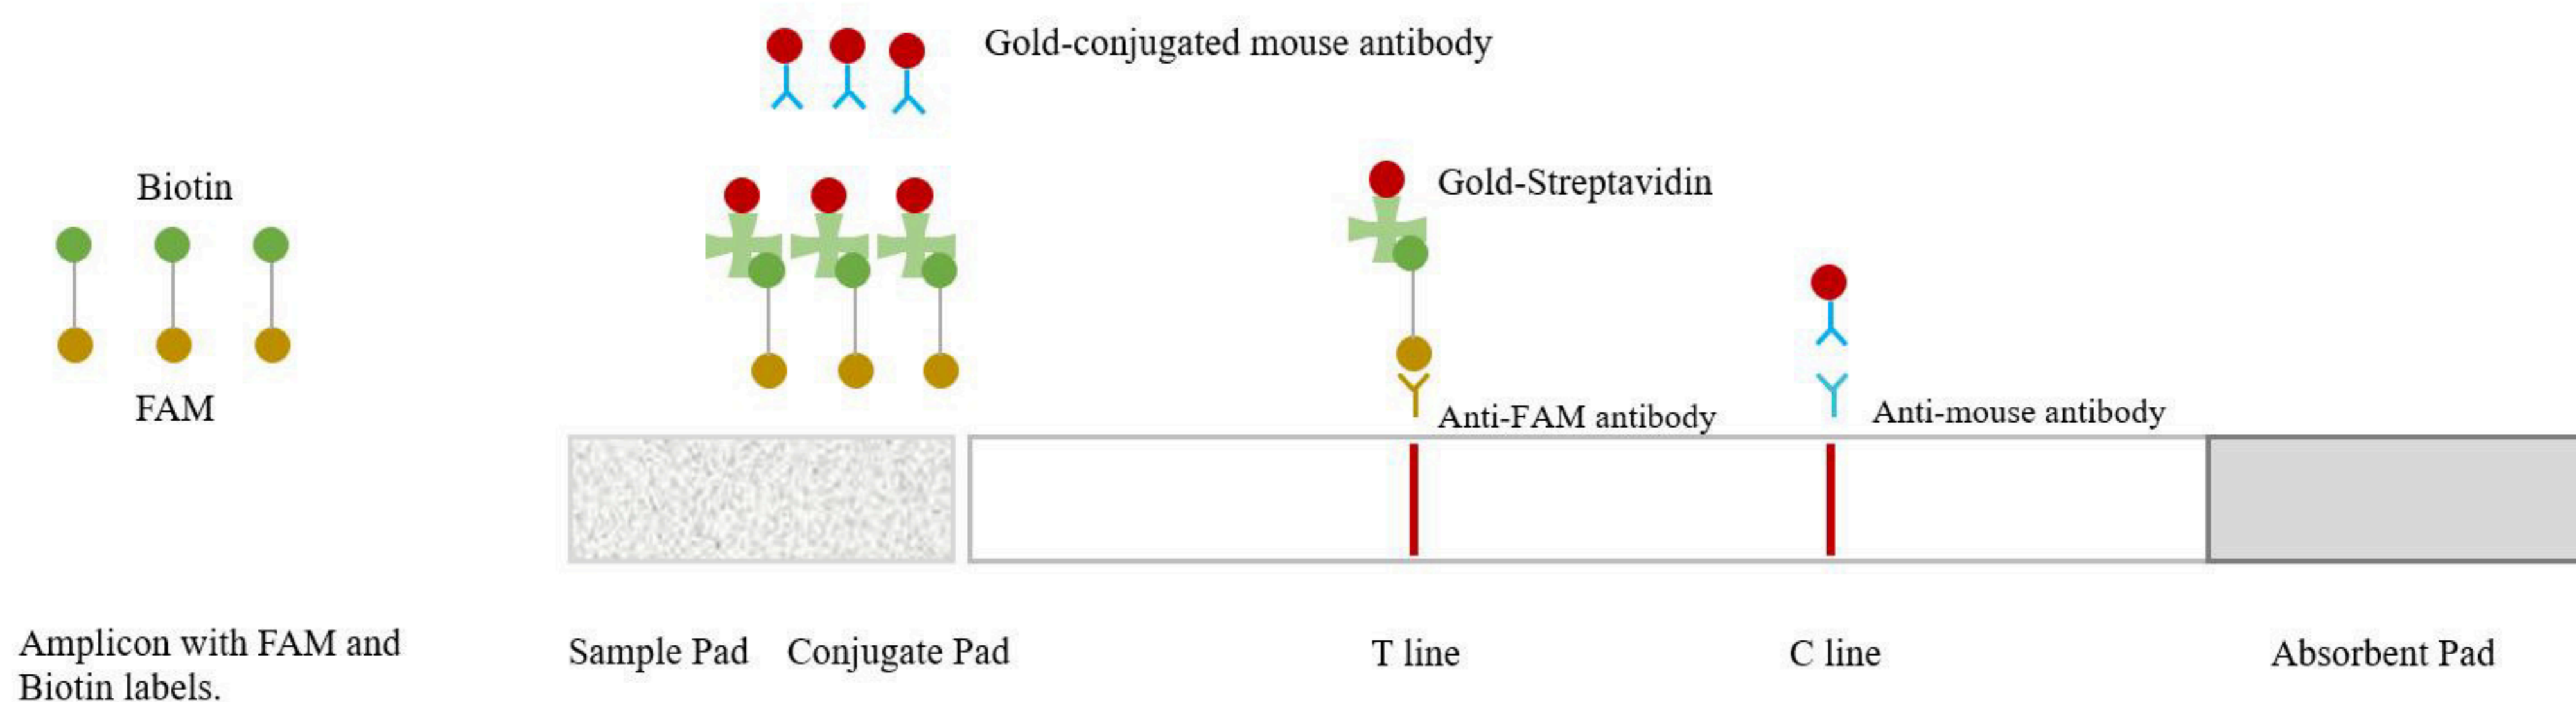 Gold-conjugated mouse antibody
Biotin
Gold-Streptavidin
FAM
Anti-FAM antibody
Anti-mouse antibody
Amplicon with FAM and
Biotin labels.
Sample Pad
Conjugate Pad
T line
C line
Absorbent Pad